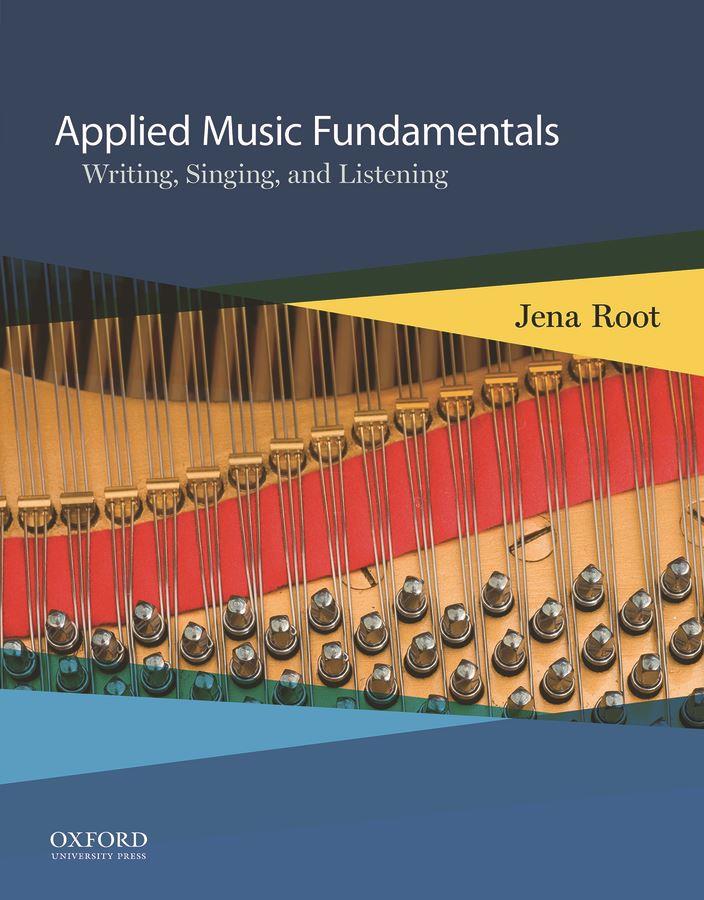 Applied Music Fundamentals
Writing, Singing, and Listening
Jena Root
OXFORD
UNIVERSITY PRESS